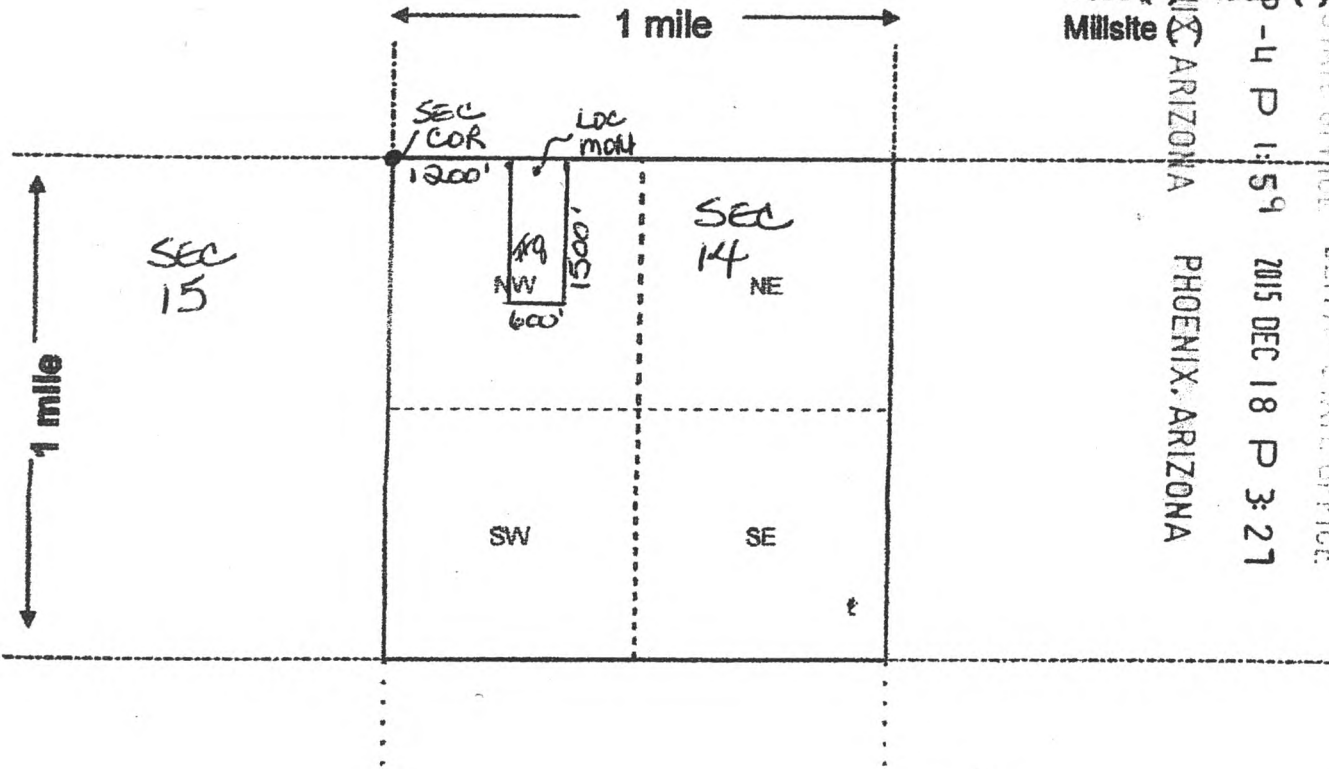 1 mile
Millsite
SEC
COR
LOC
MON
1200'
SEC
15
SEC
14
1500'
NW
NE
600'
1 mile
SW
SE
P 1:59
ARIZONA
2015 DEC 18 P 3:27
PHOENIX, ARIZONA